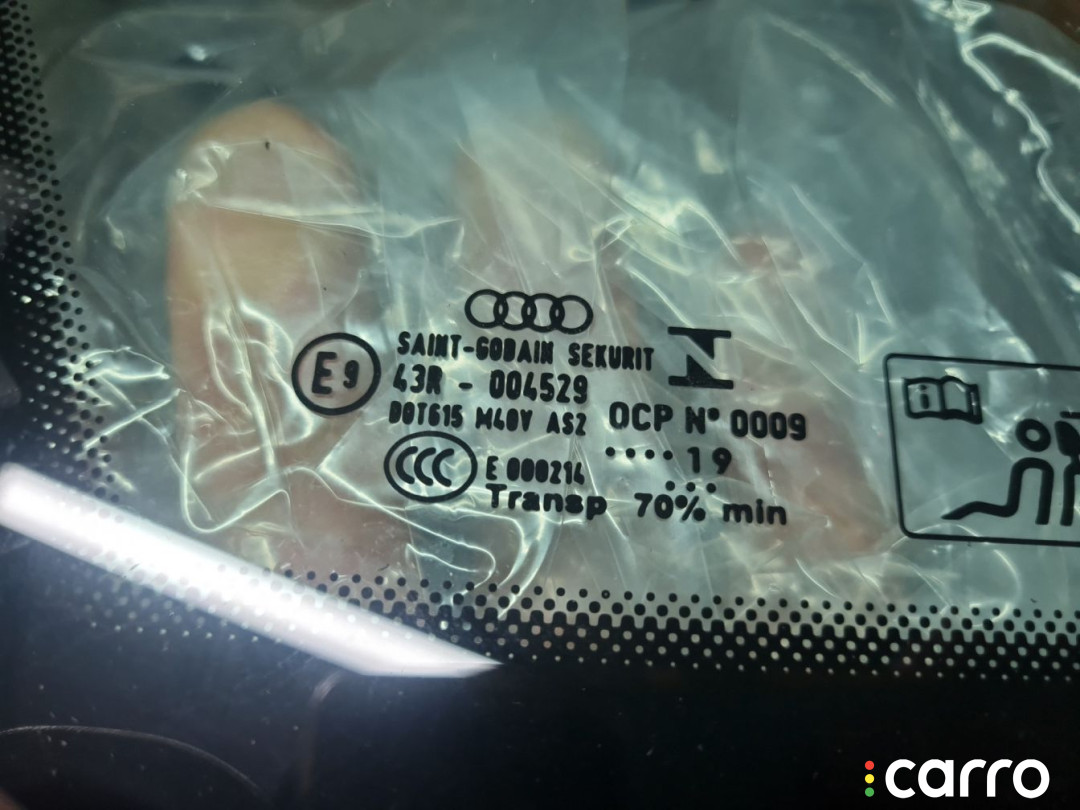 SAINT-GOBAIN SEKURIT
E9
43R - 004529
DOT615 M40V AS2
OCP N° 0009
CCC
E 000214
....19
...
Transp 70% min
i
carro